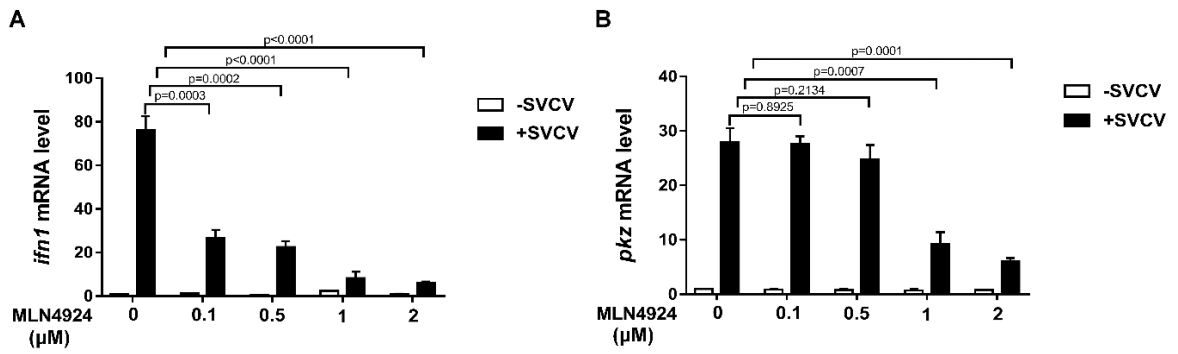 A
p<0.0001
p<0.0001
p=0.0002
p=0.0003
100
80
60
40
20
0
ifn1 mRNA level
-SVCV
+SVCV
MLN4924 0 0.1 0.5 1 2
(μM)
B
p=0.0001
p=0.0007
p=0.2134
p=0.8925
40
30
20
10
0
pkz mRNA level
-SVCV
+SVCV
MLN4924 0 0.1 0.5 1 2
(μM)